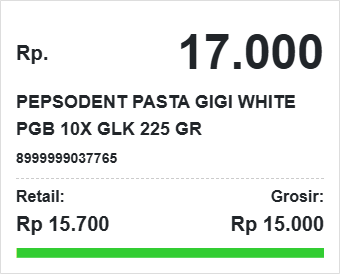 Rp. 17.000
PEPSODENT PASTA GIGI WHITE
PGB 10X GLK 225 GR
8999999037765
Retail: Grosir:
Rp 15.700 Rp 15.000